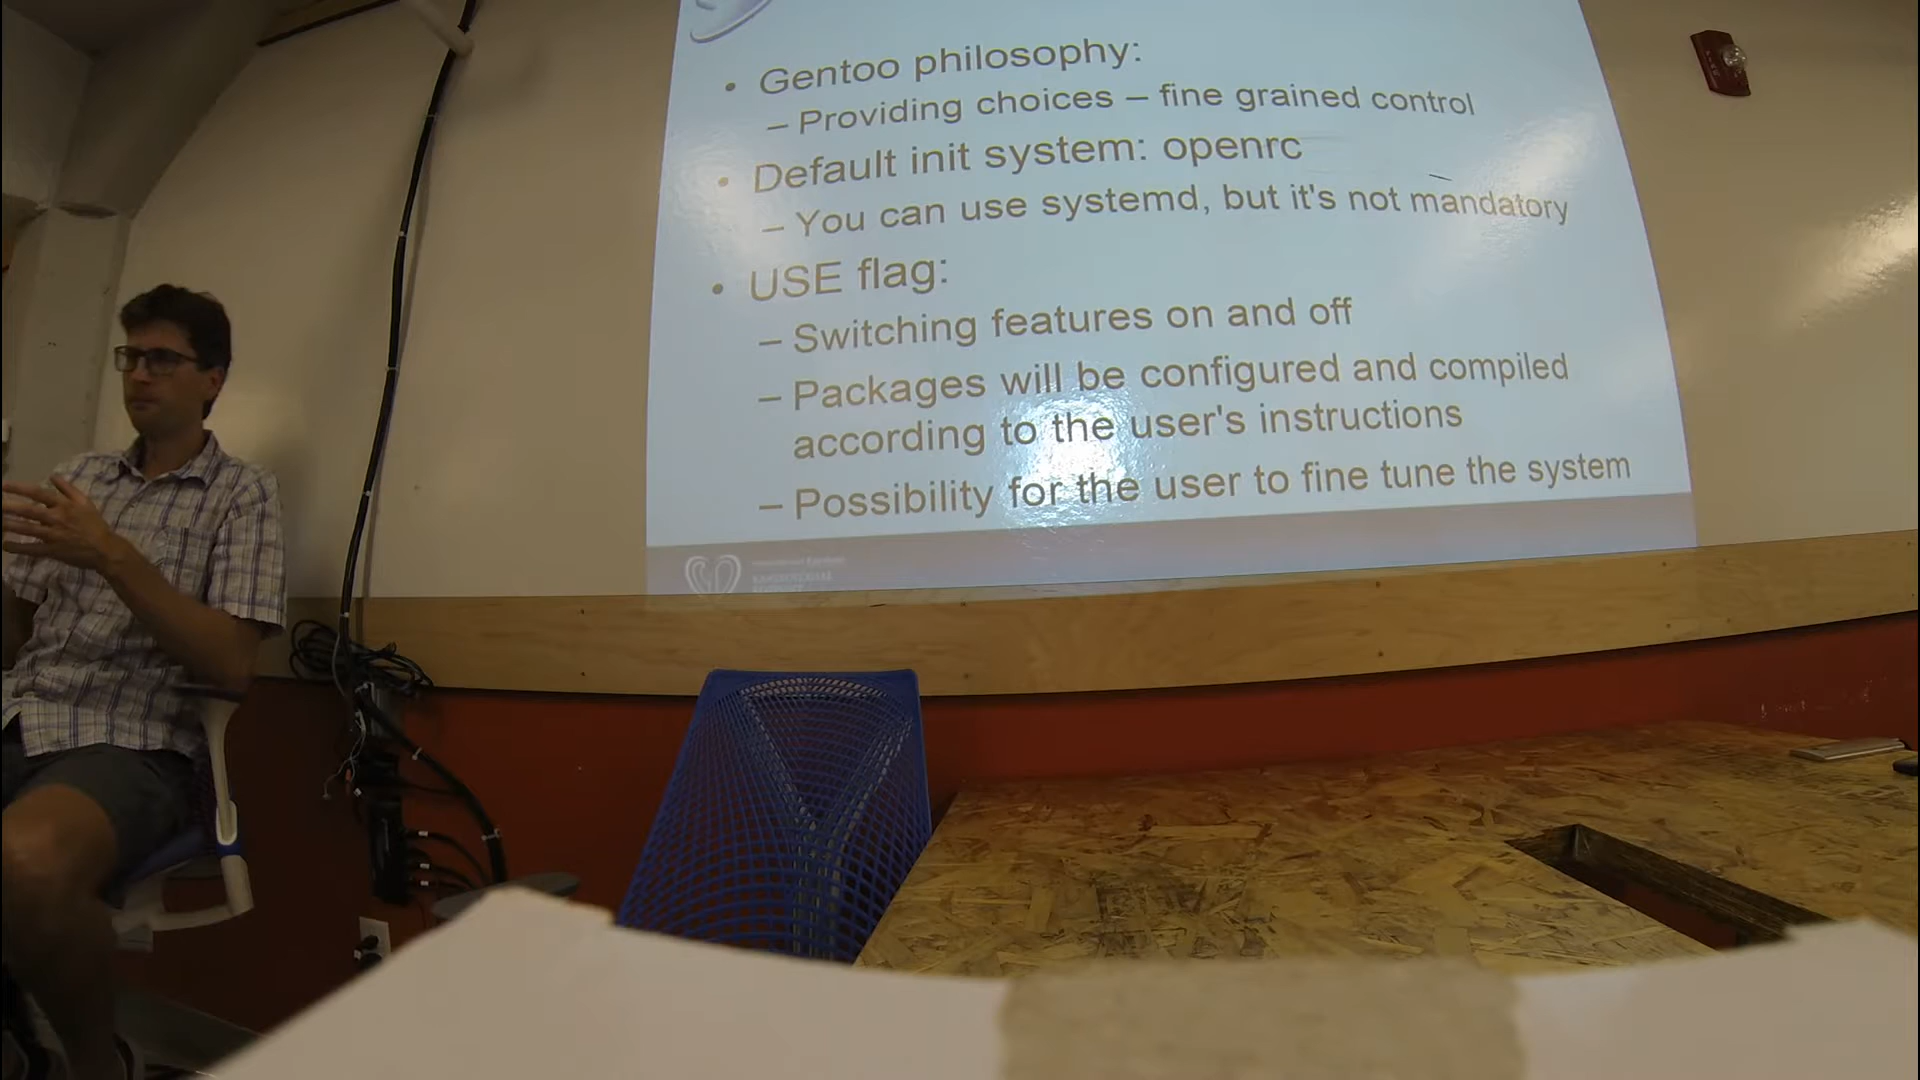 • Gentoo philosophy:
– Providing choices – fine grained control
• Default init system: openrc
– You can use systemd, but it's not mandatory
• USE flag:
– Switching features on and off
– Packages will be configured and compiled
according to the user's instructions
– Possibility for the user to fine tune the system